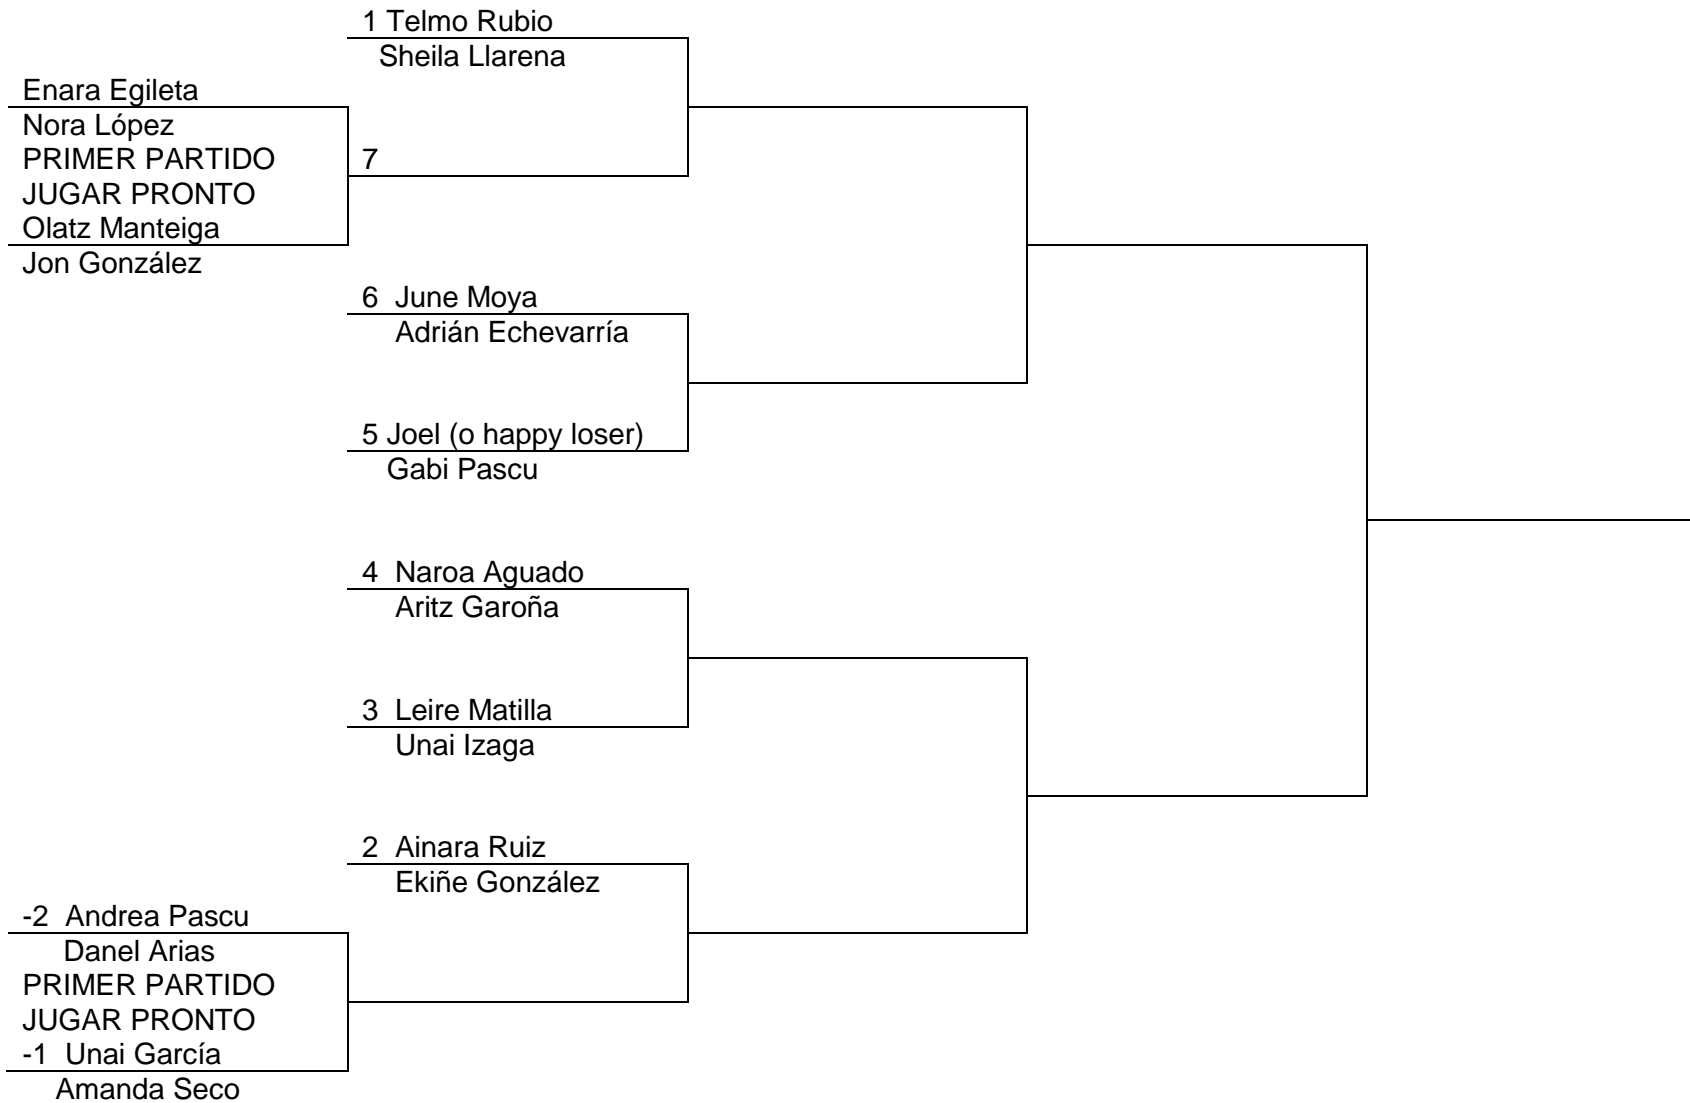 1 Telmo Rubio
Sheila Llarena
Enara Egileta
Nora López
PRIMER PARTIDO
7
JUGAR PRONTO
Olatz Manteiga
Jon González
6 June Moya
Adrián Echevarría
5 Joel (o happy loser)
Gabi Pascu
4 Naroa Aguado
Aritz Garoña
3 Leire Matilla
Unai Izaga
2 Ainara Ruiz
Ekiñe González
-2 Andrea Pascu
Danel Arias
PRIMER PARTIDO
JUGAR PRONTO
-1 Unai García
Amanda Seco